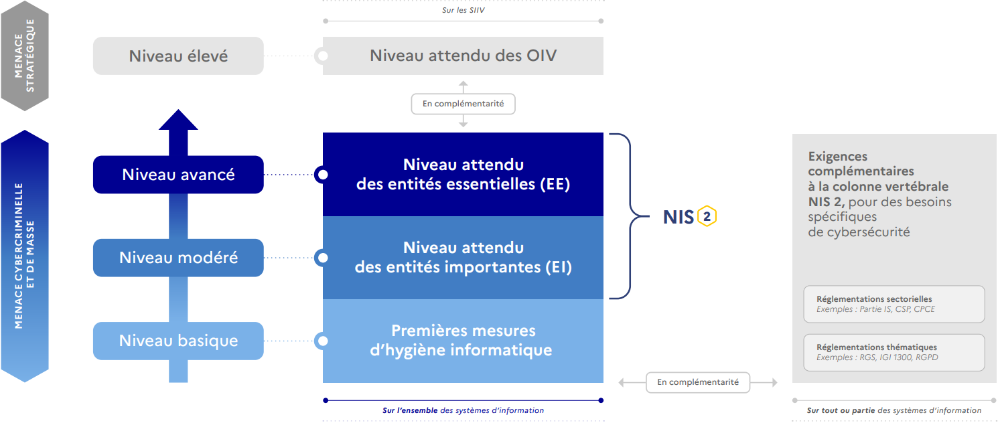 Sur les SIIV
MENACE
STRATÉGIQUE
Niveau élevé
Niveau attendu des OIV
En complémentarité
MENACE CYBERCRIMINELLE
ET DE MASSE
Niveau avancé
Niveau attendu
des entités essentielles (EE)
Niveau modéré
Niveau attendu
des entités importantes (EI)
Niveau basique
Premières mesures
d’hygiène informatique
NIS 2
Exigences
complémentaires
à la colonne vertébrale
NIS 2, pour des besoins
spécifiques
de cybersécurité
Réglementations sectorielles
Exemples : Partie IS, CSP, CPCE
Réglementations thématiques
Exemples : RGS, IGI 1300, RGPD
En complémentarité
Sur l’ensemble des systèmes d’information
Sur tout ou partie des systèmes d’information